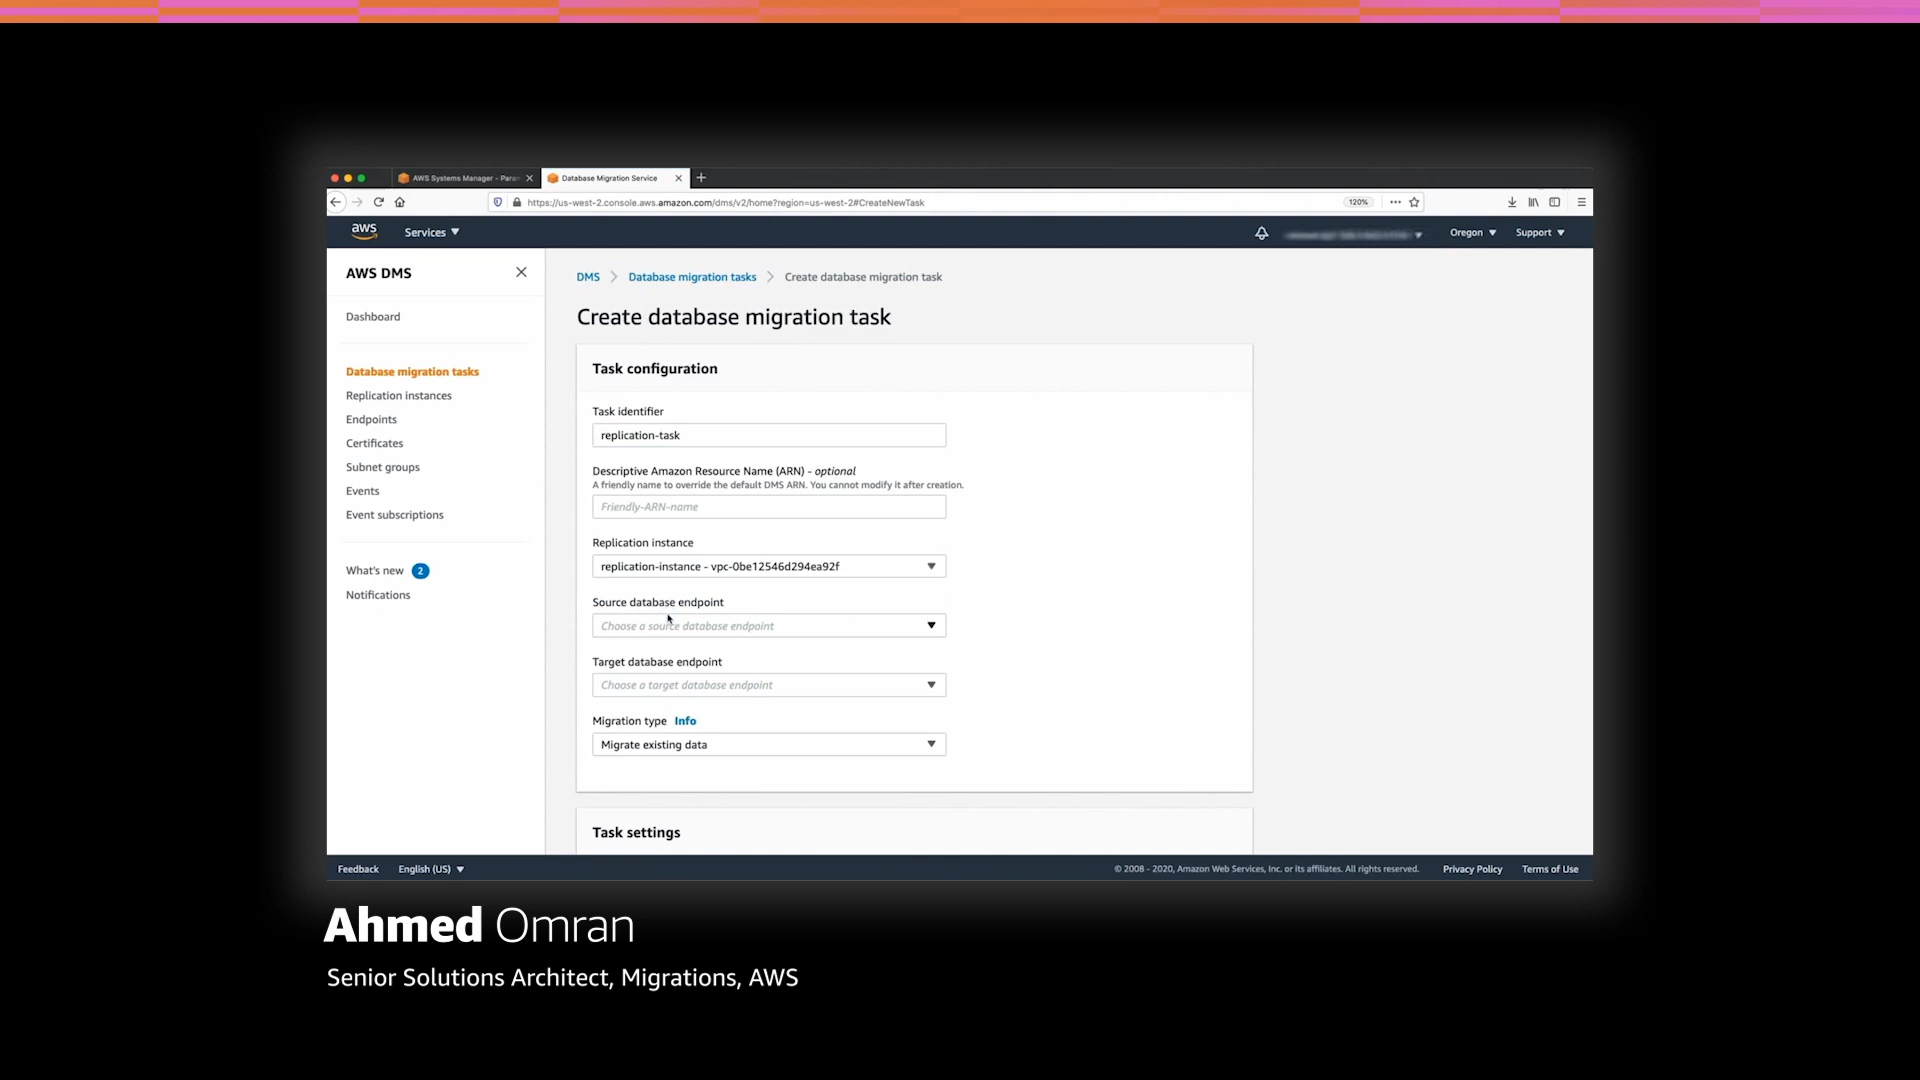 AWS Systems Manager - Para
Database Migration Service
https://us-west-2.console.aws.amazon.com/dms/v2/home?region=us-west-2#CreateNewTask
120%
aws
Services
Oregon
Support
AWS DMS
Dashboard
Database migration tasks
Replication instances
Endpoints
Certificates
Subnet groups
Events
Event subscriptions
What's new 2
Notifications
DMS > Database migration tasks > Create database migration task
Create database migration task
Task configuration
Task identifier
replication-task
Descriptive Amazon Resource Name (ARN) - optional
A friendly name to override the default DMS ARN. You cannot modify it after creation.
Friendly-ARN-name
Replication instance
replication-instance - vpc-0be12546d294ea92f
Source database endpoint
Choose a source database endpoint
Target database endpoint
Choose a target database endpoint
Migration type Info
Migrate existing data
Task settings
Feedback
English (US)
© 2008 - 2020, Amazon Web Services, Inc. or its affiliates. All rights reserved.
Privacy Policy
Terms of Use
Ahmed Omran
Senior Solutions Architect, Migrations, AWS